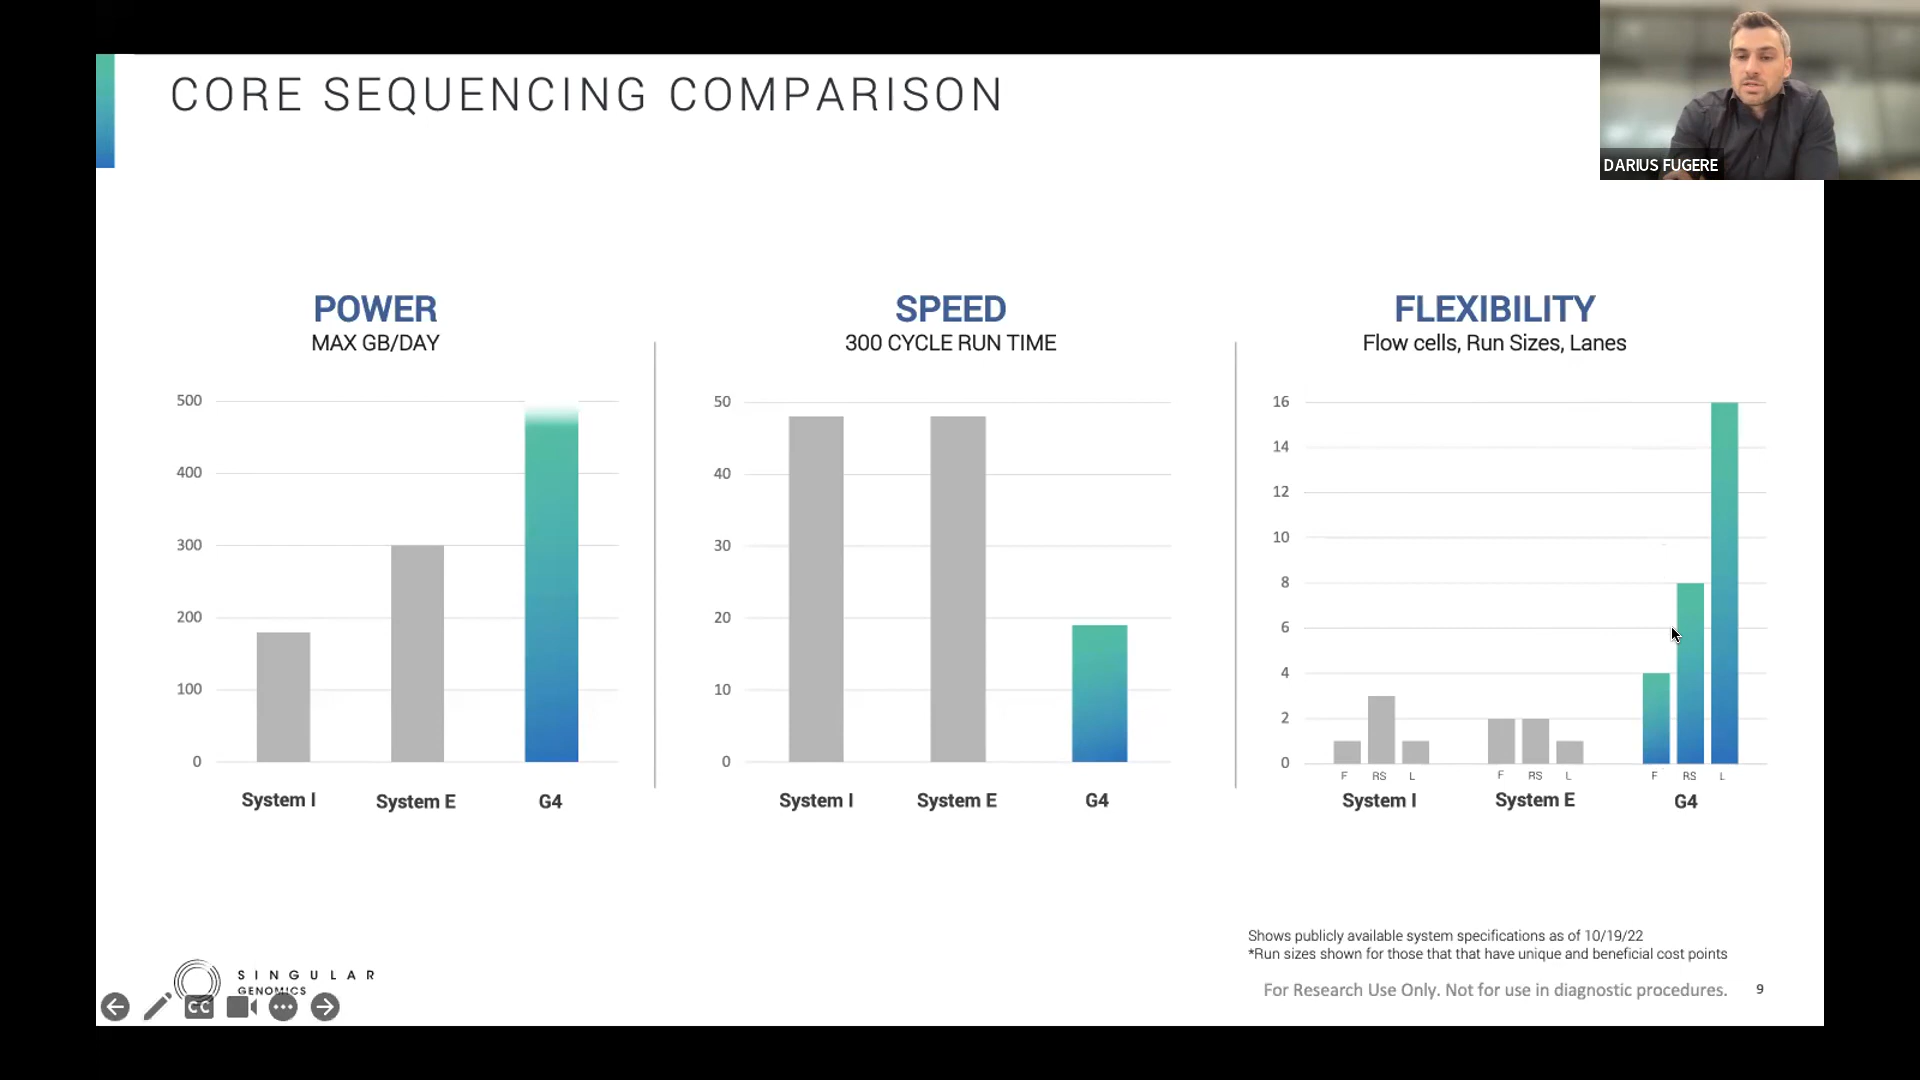 CORE SEQUENCING COMPARISON
DARIUS FUGERE
POWER
MAX GB/DAY
500
400
300
200
100
0
System I
System E
G4
SPEED
300 CYCLE RUN TIME
50
40
30
20
10
0
System I
System E
G4
FLEXIBILITY
Flow cells, Run Sizes, Lanes
16
14
12
10
8
6
4
2
0
F RS L
F RS L
F RS L
System I
System E
G4
Shows publicly available system specifications as of 10/19/22
*Run sizes shown for those that that have unique and beneficial cost points
For Research Use Only. Not for use in diagnostic procedures. 9
SINGULAR
GENOMICS
CC